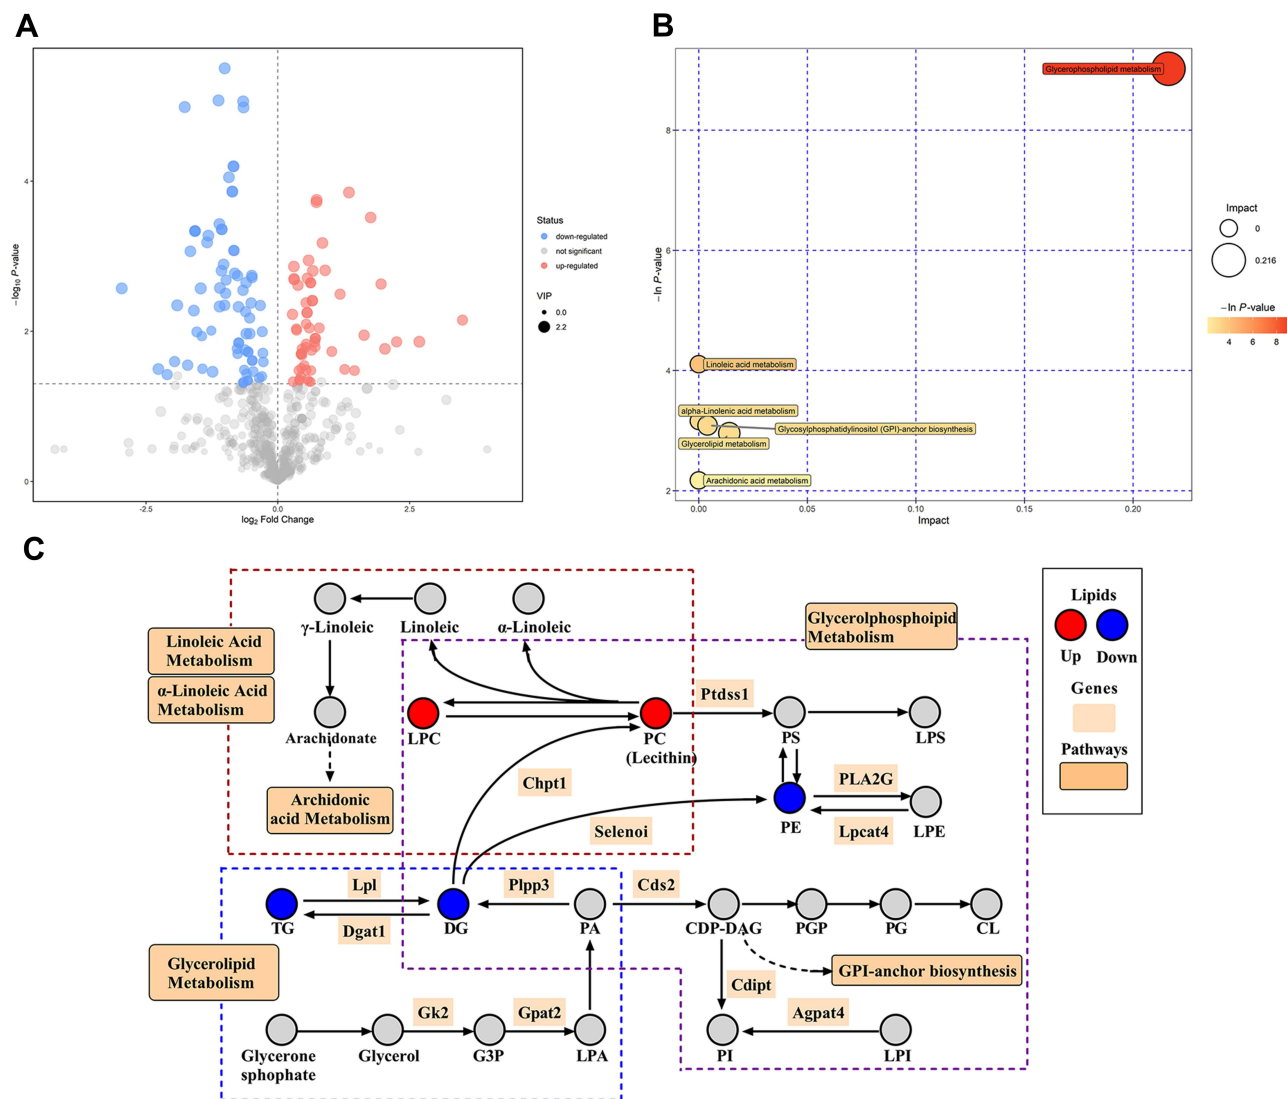 A
−log10 P-value
4
2
0
-2.5
0.0
2.5
log2 Fold Change
Status
down-regulated
not significant
up-regulated
VIP
0.0
2.2
B
−ln P-value
8
6
4
2
Glycerophospholipid metabolism
Linoleic acid metabolism
alpha-Linolenic acid metabolism
Glycosylphosphatidylinositol (GPI)-anchor biosynthesis
Glycerolipid metabolism
Arachidonic acid metabolism
0.00
0.05
0.10
0.15
0.20
Impact
Impact
0
0.216
−ln P-value
4 6 8
C
γ-Linoleic
Linoleic
α-Linoleic
Linoleic Acid
Metabolism
α-Linoleic Acid
Metabolism
Glycerolphosphoipid
Metabolism
Arachidonate
LPC
PC
(Lecithin)
Ptdss1
PS
LPS
Archidonic
acid Metabolism
Chpt1
Selenoi
PLA2G
PE
Lpcat4
LPE
Lpl
TG
Dgat1
DG
Plpp3
PA
Cds2
CDP-DAG
PGP
PG
CL
Glycerolipid
Metabolism
GPI-anchor biosynthesis
Cdipt
Gk2
Gpat2
Agpat4
Glycerone
sphophate
Glycerol
G3P
LPA
PI
LPI
Lipids
Up
Down
Genes
Pathways